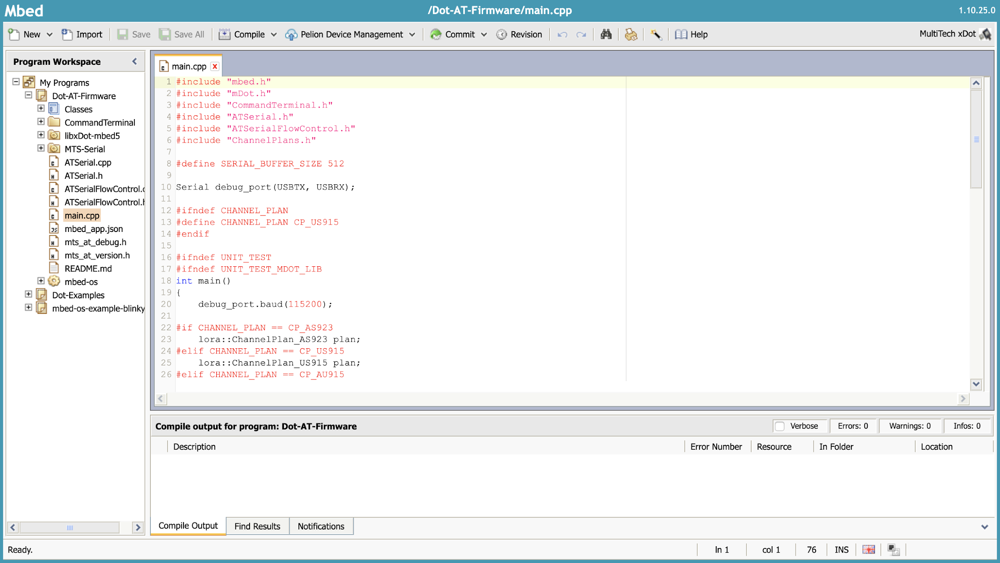 Mbed
/Dot-AT-Firmware/main.cpp
1.10.25.0
New Import Save Save All Compile Pelion Device Management Commit Revision Help MultiTech xDot
Program Workspace
My Programs
Dot-AT-Firmware
Classes
CommandTerminal
libxDot-mbed5
MTS-Serial
ATSerial.cpp
ATSerial.h
ATSerialFlowControl.c
ATSerialFlowControl.h
main.cpp
mbed_app.json
mts_at_debug.h
mts_at_version.h
README.md
mbed-os
Dot-Examples
mbed-os-example-blinky
main.cpp x
1 #include "mbed.h"
2 #include "mDot.h"
3 #include "CommandTerminal.h"
4 #include "ATSerial.h"
5 #include "ATSerialFlowControl.h"
6 #include "ChannelPlans.h"
7
8 #define SERIAL_BUFFER_SIZE 512
9
10 Serial debug_port(USBTX, USBRX);
11
12 #ifndef CHANNEL_PLAN
13 #define CHANNEL_PLAN CP_US915
14 #endif
15
16 #ifndef UNIT_TEST
17 #ifndef UNIT_TEST_MDOT_LIB
18 int main()
19 {
20     debug_port.baud(115200);
21
22 #if CHANNEL_PLAN == CP_AS923
23     lora::ChannelPlan_AS923 plan;
24 #elif CHANNEL_PLAN == CP_US915
25     lora::ChannelPlan_US915 plan;
26 #elif CHANNEL_PLAN == CP_AU915
Compile output for program: Dot-AT-Firmware
Verbose Errors: 0 Warnings: 0 Infos: 0
Description Error Number Resource In Folder Location
Compile Output Find Results Notifications
Ready.
ln 1 col 1 76 INS